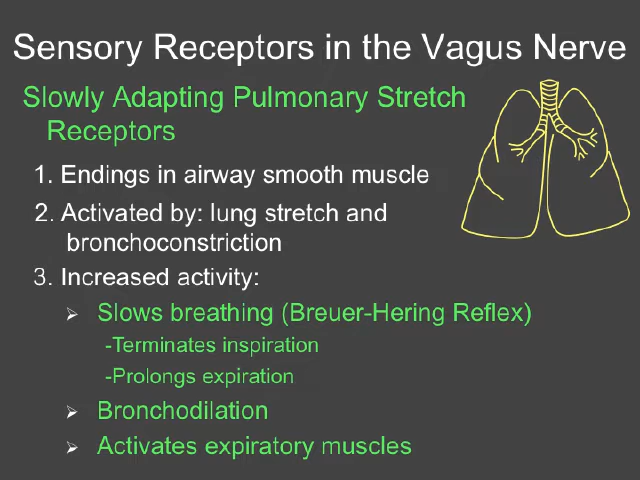 Sensory Receptors in the Vagus Nerve
Slowly Adapting Pulmonary Stretch
Receptors
1. Endings in airway smooth muscle
2. Activated by: lung stretch and
bronchoconstriction
3. Increased activity:
➢ Slows breathing (Breuer-Hering Reflex)
-Terminates inspiration
-Prolongs expiration
➢ Bronchodilation
➢ Activates expiratory muscles